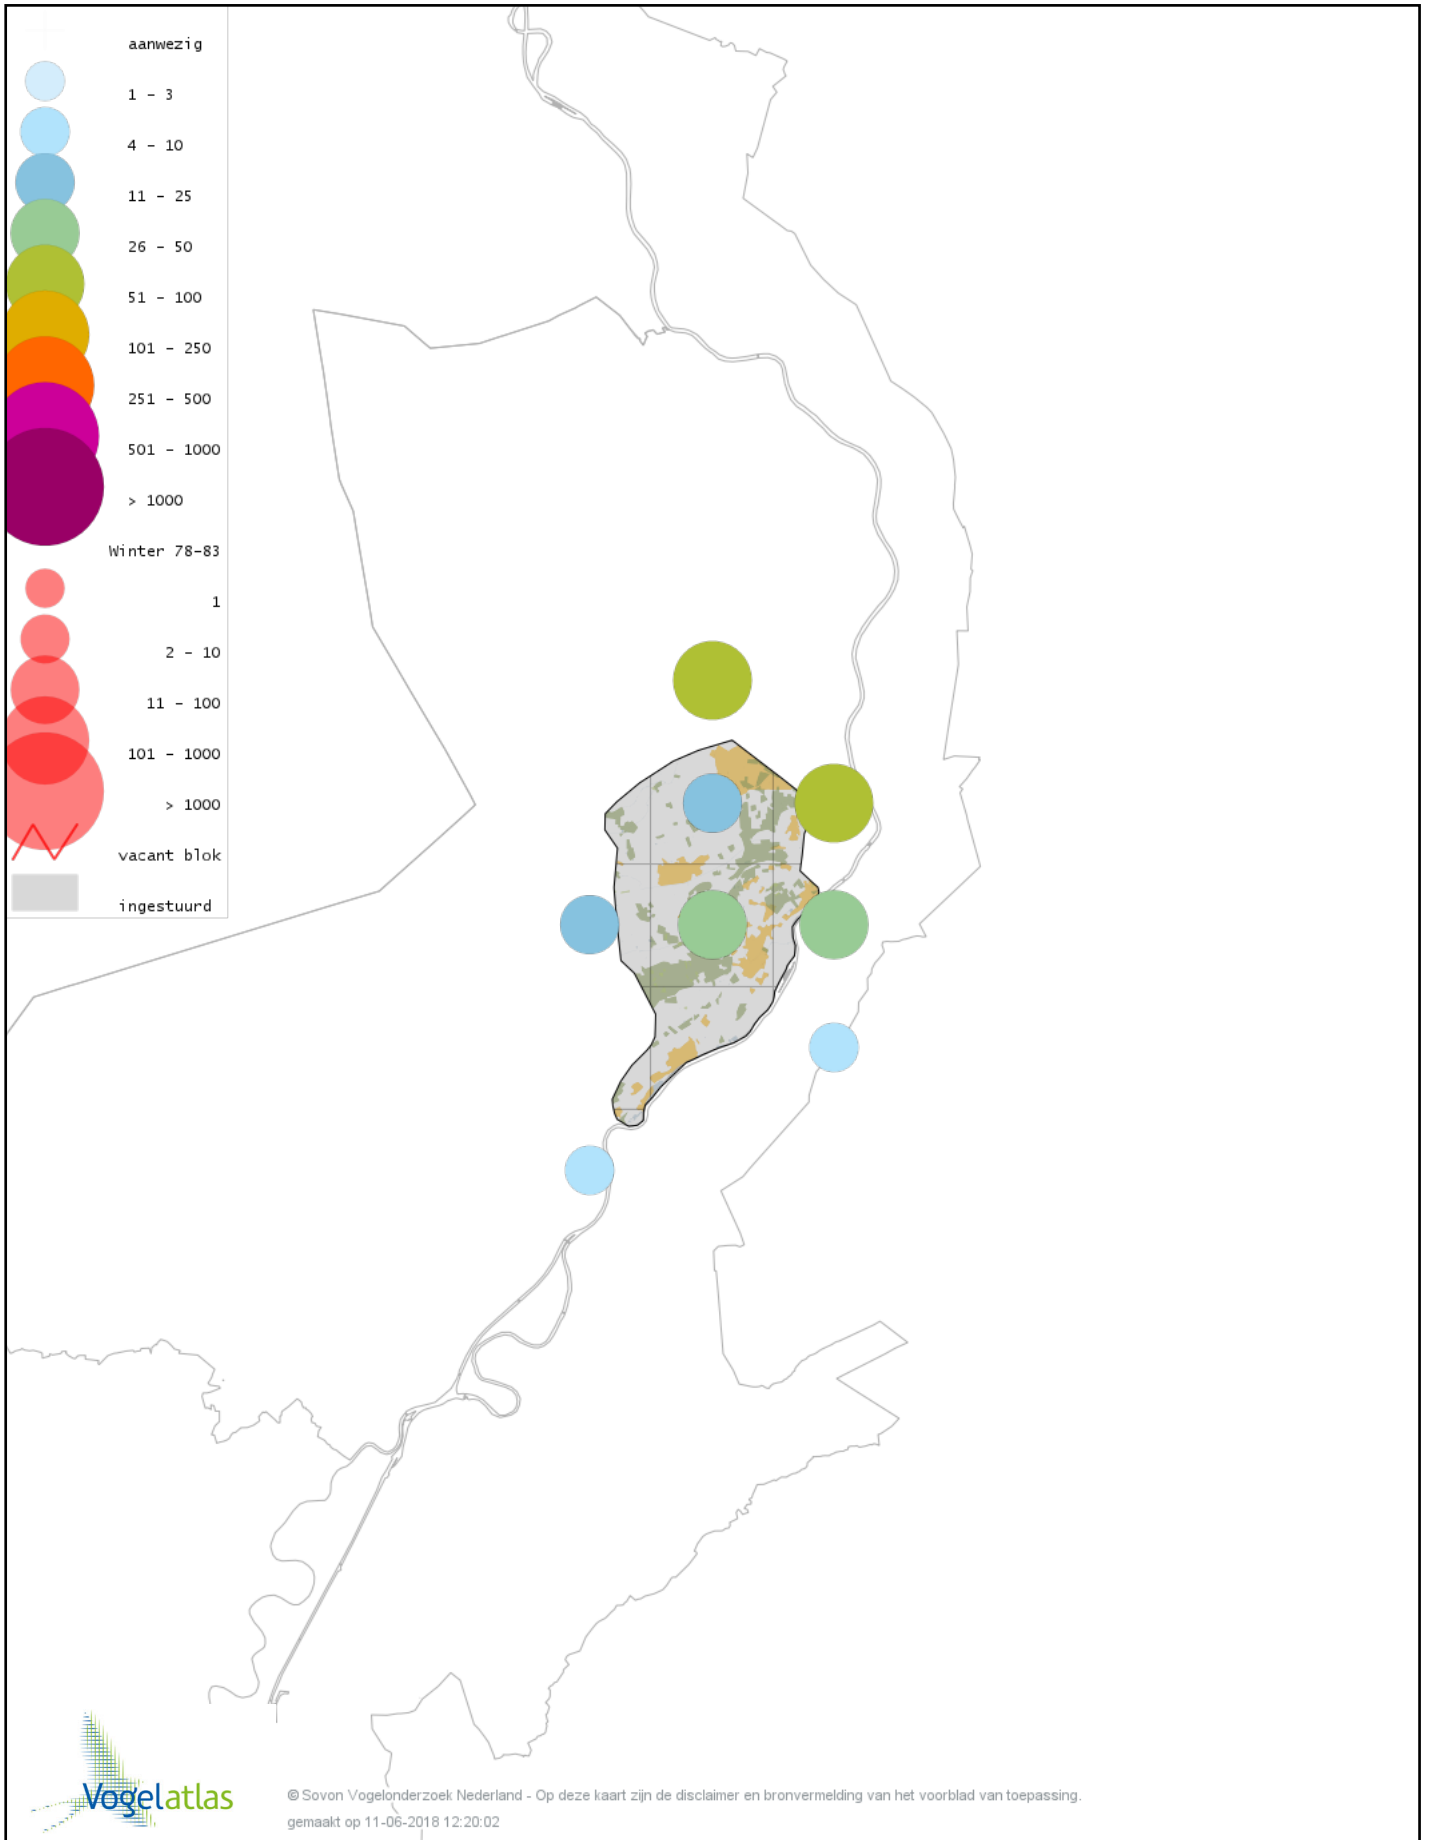 aanwezig
1 - 3
4 - 10
11 - 25
26 - 50
51 - 100
101 - 250
251 - 500
501 - 1000
> 1000
Winter 78-83
1
2 - 10
11 - 100
101 - 1000
> 1000
vacant blok
ingestuurd
Vogelatlas
© Sovon Vogelonderzoek Nederland - Op deze kaart zijn de disclaimer en bronvermelding van het voorblad van toepassing.
gemaakt op 11-06-2018 12:20:02